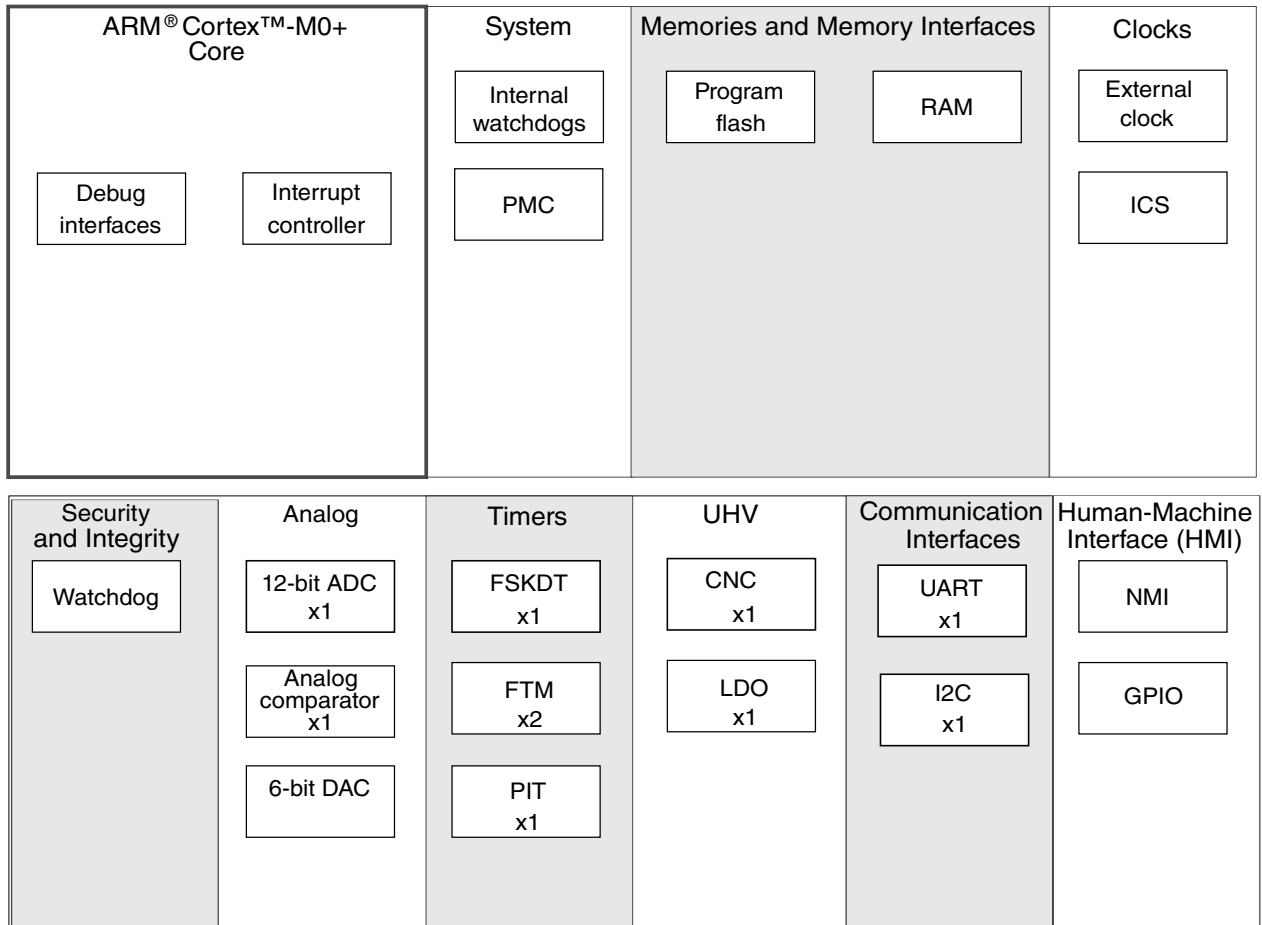 ARM® Cortex™-M0+
Core
Debug
interfaces
Interrupt
controller
System
Internal
watchdogs
PMC
Memories and Memory Interfaces
Program
flash
RAM
Clocks
External
clock
ICS
Security
and Integrity
Watchdog
Analog
12-bit ADC
x1
Analog
comparator
x1
6-bit DAC
Timers
FSKDT
x1
FTM
x2
PIT
x1
UHV
CNC
x1
LDO
x1
Communication
Interfaces
UART
x1
I2C
x1
Human-Machine
Interface (HMI)
NMI
GPIO